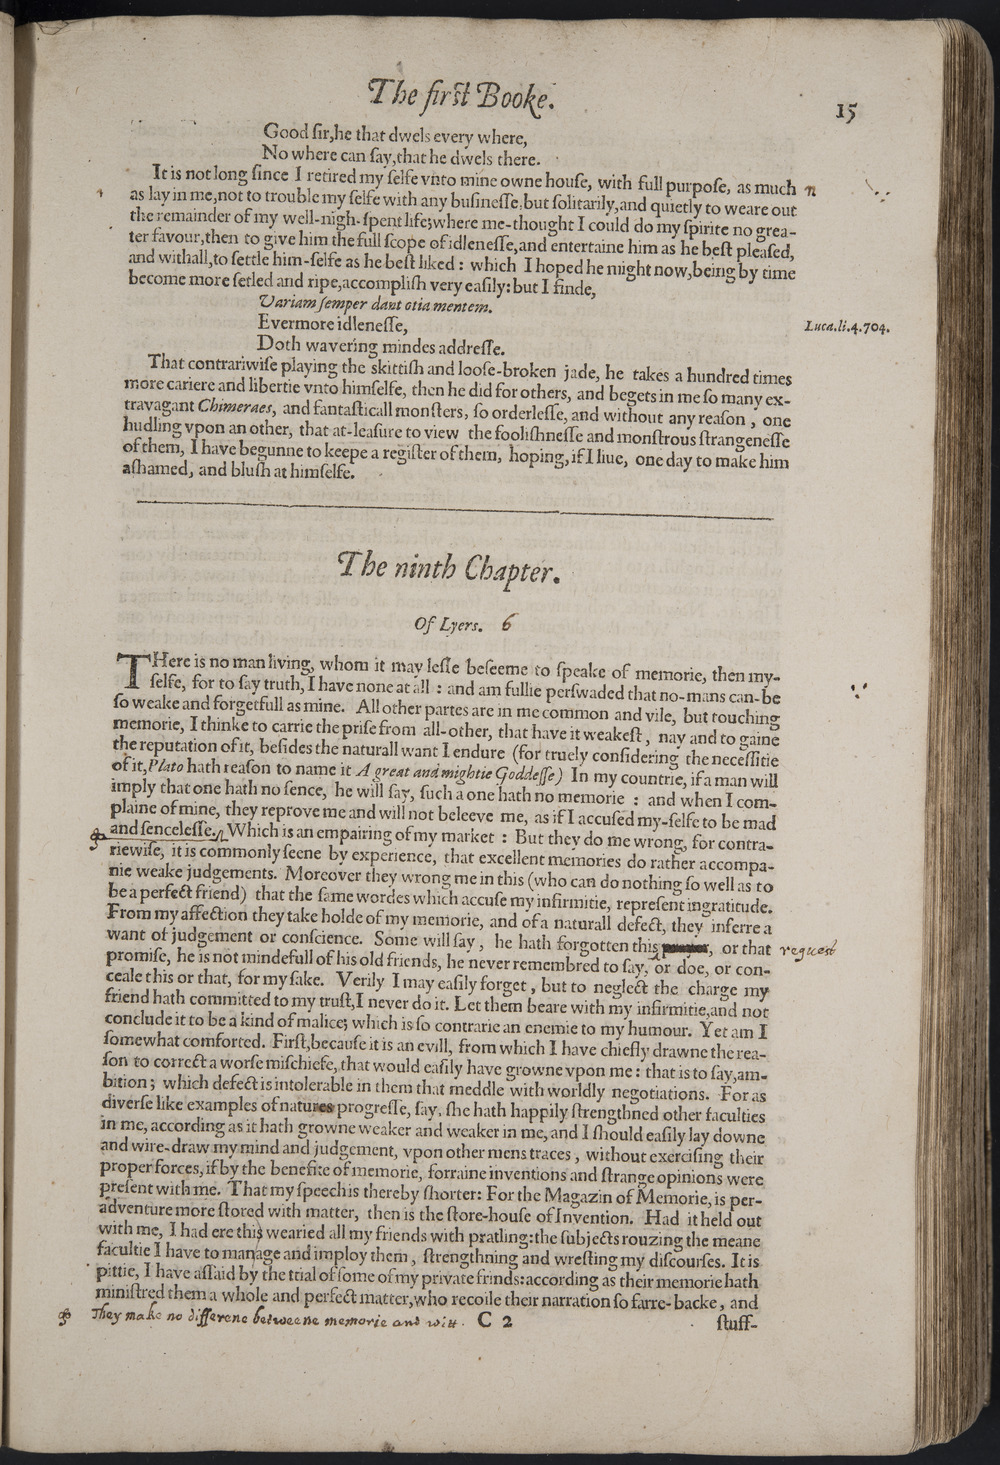 The firſt Booke.
15
Good ſir,he that dwels every where,
No where can ſay,that he dwels there.
It is not long ſince I retired my ſelfe vnto mine owne houſe, with full purpoſe, as much
as lay in me,not to trouble my ſelfe with any buſineſſe,but ſolitarily,and quietly to weare out
the remainder of my well-nigh-ſpent life;where me-thought I could do my ſpirite no grea-
ter favour,then to give him the full ſcope of idleneſſe,and entertaine him as he beſt pleaſed,
and withall,to ſettle him-ſelfe as he beſt liked: which I hoped he might now,being by time
become more ſetled and ripe,accompliſh very eaſily:but I finde,
Variam ſemper dant otia mentem.
Evermore idleneſſe,
Luca.li.4.704.
Doth wavering mindes addreſſe.
That contrariwiſe playing the skittiſh and looſe-broken jade, he takes a hundred times
more cariere and libertie vnto himſelfe, then he did for others, and begets in me ſo many ex-
travagant Chimeraes, and fantaſticall monſters, ſo orderleſſe, and without any reaſon, one
hudling vpon an other, that at-leaſure to view the fooliſhneſſe and monſtrous ſtrangeneſſe
of them, I have begunne to keepe a regiſter of them, hoping, if I liue, one day to make him
aſhamed, and bluſh at himſelfe.
The ninth Chapter.
Of Lyers. 6
THere is no man living, whom it may leſſe beſeeme to ſpeake of memorie, then my-
ſelfe, for to ſay truth, I have none at all : and am fullie perſwaded that no-mans can-be
ſo weake and forgetfull as mine. All other partes are in me common and vile, but touching
memorie, I thinke to carrie the priſe from all-other, that have it weakeſt, nay and to gaine
the reputation of it, beſides the naturall want I endure (for truely conſidering the neceſſitie
of it,Plato hath reaſon to name it A great and mightie Goddeſſe) In my countrie, if a man will
imply that one hath no ſence, he will ſay, ſuch a one hath no memorie : and when I com-
plaine of mine, they reprove me and will not beleeve me, as if I accuſed my-ſelfe to be mad
and ſenceleſſe. Which is an empairing of my market : But they do me wrong, for contra-
riewiſe, it is commonly ſeene by experience, that excellent memories do rather accompa-
nie weake judgements. Moreover they wrong me in this (who can do nothing ſo well as to
be a perfect friend) that the ſame wordes which accuſe my infirmitie, repreſent ingratitude.
From my affection they take holde of my memorie, and of a naturall defect, they inferre a
want of judgement or conſcience. Some will ſay, he hath forgotten this, or that request
promiſe, he is not mindefull of his old friends, he never remembred to ſay, or doe, or con-
ceale this or that, for my ſake. Verily I may eaſily forget, but to neglect the charge my
friend hath committed to my truſt,I never do it. Let them beare with my infirmitie,and not
conclude it to be a kind of malice; which is ſo contrarie an enemie to my humour. Yet am I
ſomewhat comforted. Firſt,becauſe it is an evill, from which I have chiefly drawne the rea-
ſon to correct a worſe miſchiefe, that would eaſily have growne vpon me: that is to ſay,am-
bition; which defect is intolerable in them that meddle with worldly negotiations. For as
diverſe like examples of natures progreſſe, ſay, ſhe hath happily ſtrengthned other faculties
in me, according as it hath growne weaker and weaker in me, and I ſhould eaſily lay downe
and wire-draw my mind and judgement, vpon other mens traces, without exerciſing their
proper forces, if by the benefite of memorie, forraine inventions and ſtrange opinions were
preſent with me. That my ſpeech is thereby ſhorter: For the Magazin of Memorie, is per-
adventure more ſtored with matter, then is the ſtore-houſe of Invention. Had it held out
with me, I had ere this wearied all my friends with pratling:the ſubjects rouzing the meane
facultie I have to manage and imploy them, ſtrengthning and wreſting my diſcourſes. It is
pittie, I have aſſaid by the trial of ſome of my private frinds:according as their memorie hath
miniſtred them a whole and perfect matter,who recoile their narration ſo farre-backe, and
They make no differene betweene memorie and witt. C 2
ſtuff-